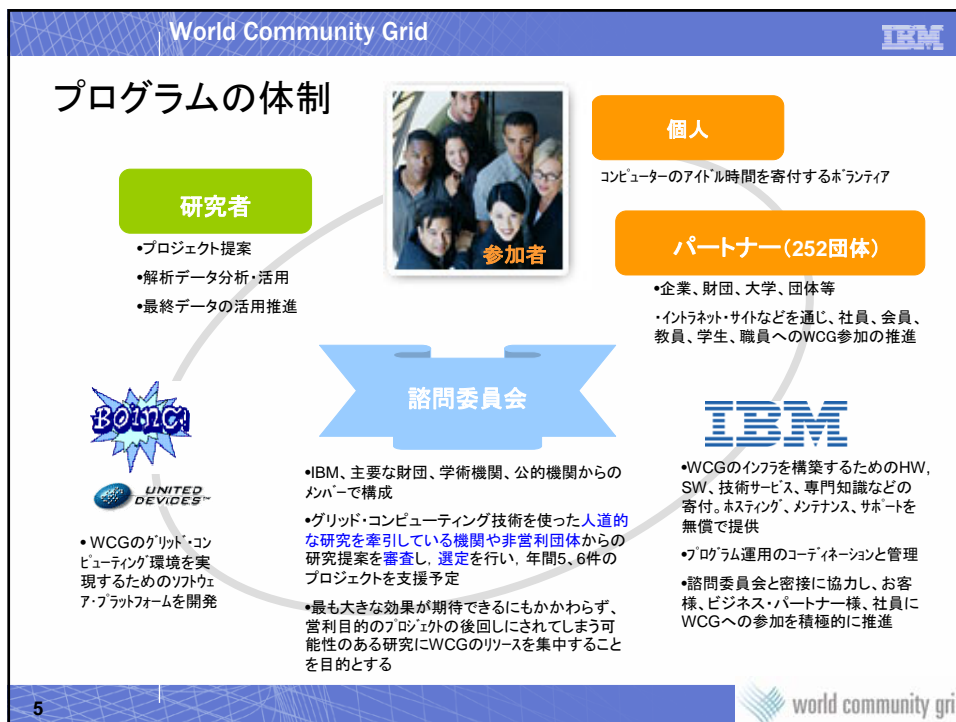 World Community Grid
IBM
プログラムの体制
個人
コンピューターのアイドル時間を寄付するボランティア
研究者
•プロジェクト提案
•解析データ分析・活用
•最終データの活用推進
参加者
パートナー（252団体）
•企業、財団、大学、団体等
・イントラネット・サイトなどを通じ、社員、会員、
教員、学生、職員へのWCG参加の推進
諮問委員会
•IBM、主要な財団、学術機関、公的機関からの
メンバーで構成
•グリッド・コンピューティング技術を使った人道的
な研究を牽引している機関や非営利団体からの
研究提案を審査し, 選定を行い, 年間5、6件の
プロジェクトを支援予定
•最も大きな効果が期待できるにもかかわらず、
営利目的のプロジェクトの後回しにされてしまう可
能性のある研究にWCGのリソースを集中すること
を目的とする
BOINC!
UNITED
DEVICES™
• WCGのグリッド・コン
ピューティング環境を実
現するためのソフトウェ
ア・プラットフォームを開発
IBM
•WCGのインフラを構築するためのHW,
SW、技術サービス、専門知識などの
寄付。ホスティング、メンテナンス、サポートを
無償で提供
•プログラム運用のコーディネーションと管理
•諮問委員会と密接に協力し、お客
様、ビジネス・パートナー様、社員に
WCGへの参加を積極的に推進
5
world community gri